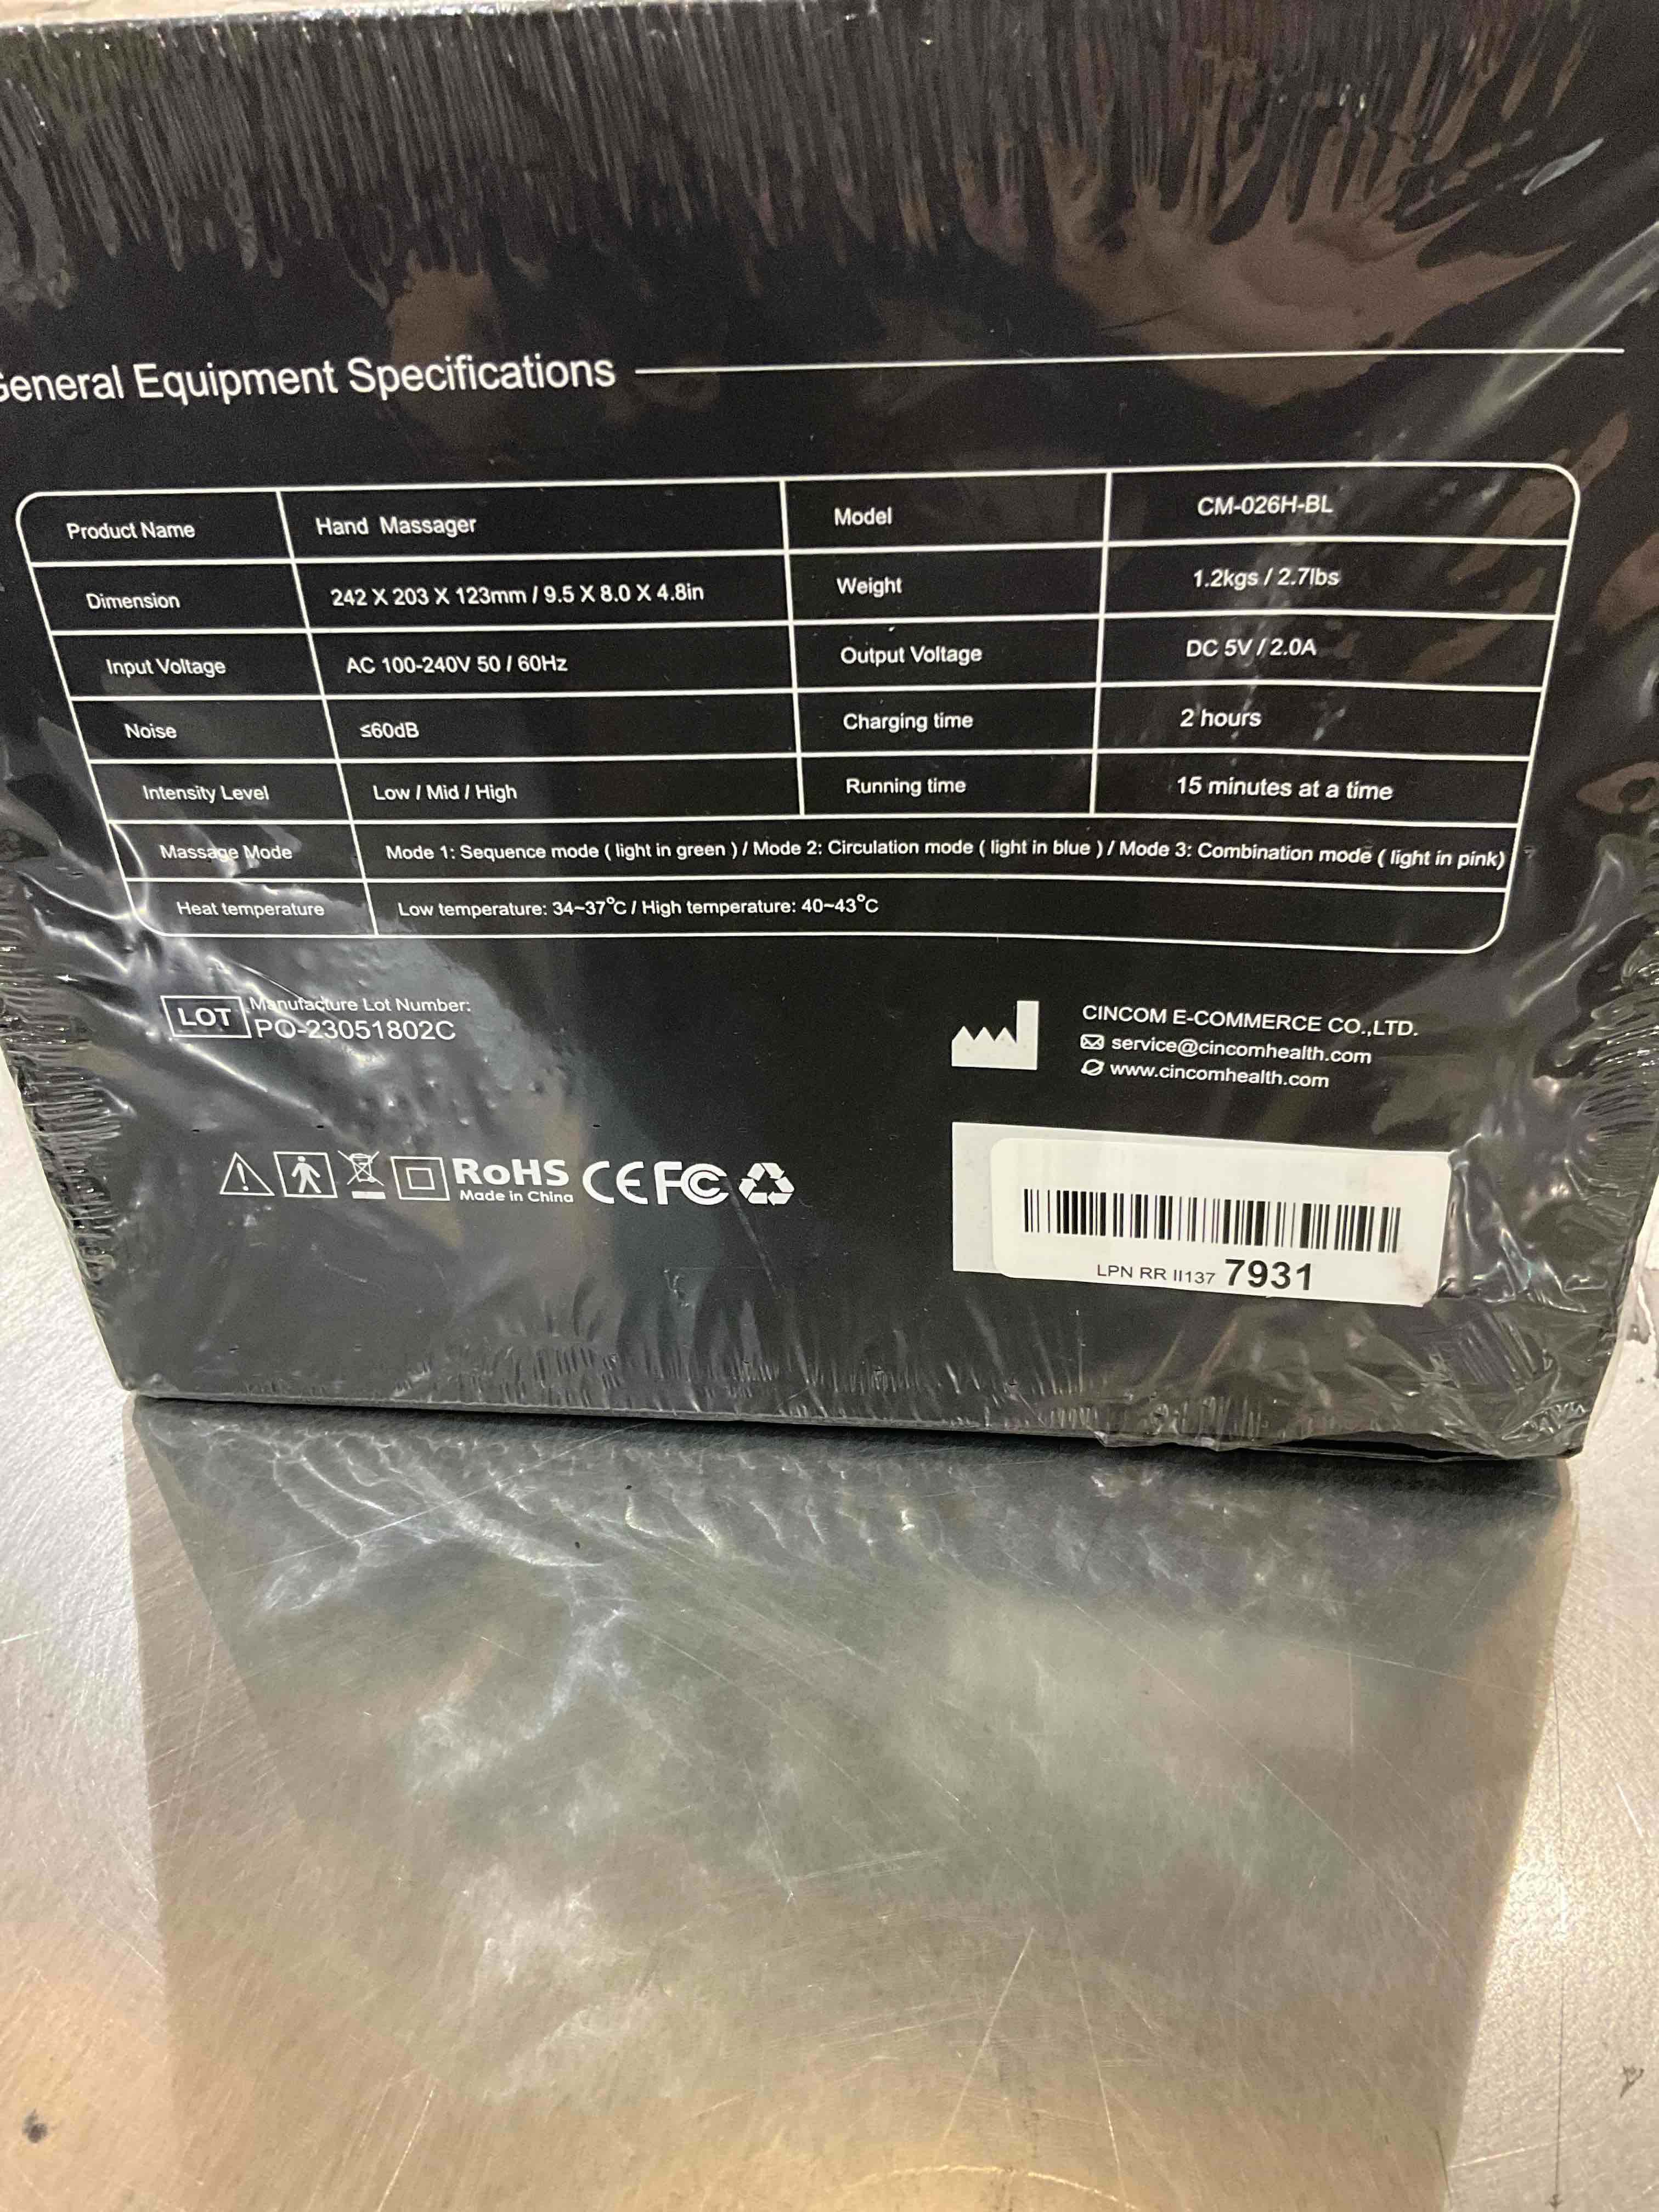 General Equipment Specifications
Product Name Hand Massager Model CM-026H-BL
Dimension 242 X 203 X 123mm / 9.5 X 8.0 X 4.8in Weight 1.2kgs / 2.7lbs
Input Voltage AC 100-240V 50 / 60Hz Output Voltage DC 5V / 2.0A
Noise ≤60dB Charging time 2 hours
Intensity Level Low / Mid / High Running time 15 minutes at a time
Massage Mode Mode 1: Sequence mode ( light in green ) / Mode 2: Circulation mode ( light in blue ) / Mode 3: Combination mode ( light in pink)
Heat temperature Low temperature: 34~37°C / High temperature: 40~43°C
LOT Manufacture Lot Number:
PO-23051802C
CINCOM E-COMMERCE CO.,LTD.
service@cincomhealth.com
www.cincomhealth.com
RoHS CE FC
Made in China
LPN RR II137 7931